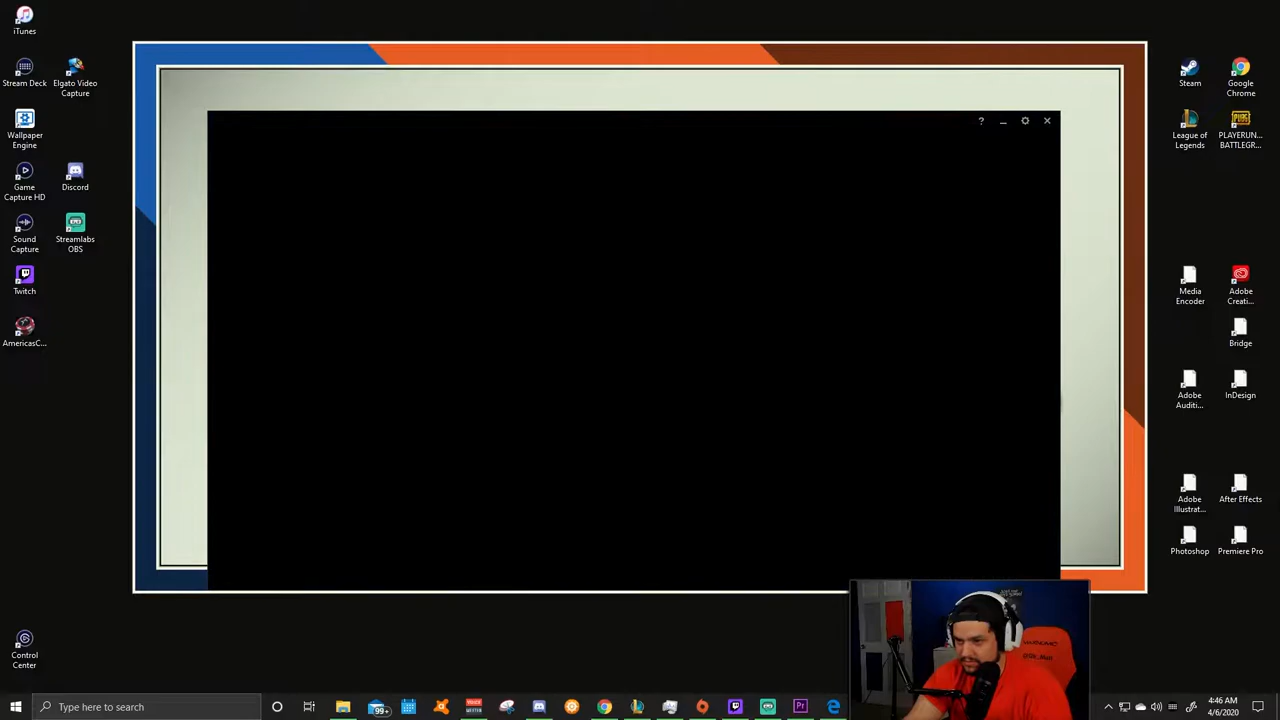 iTunes
Stream Deck
Elgato Video
Capture
Wallpaper
Engine
Game
Capture HD
Discord
Sound
Capture
Streamlabs
OBS
Twitch
AmericasC...
Control
Center
?
Steam
Google
Chrome
League of
Legends
PLAYERUN...
BATTLEGR...
Media
Encoder
Adobe
Creati...
Bridge
Adobe
Auditi...
InDesign
Adobe
Illustrat...
After Effects
Photoshop
Premiere Pro
Type here to search
99+
Pr
4:46 AM
4/6/2020